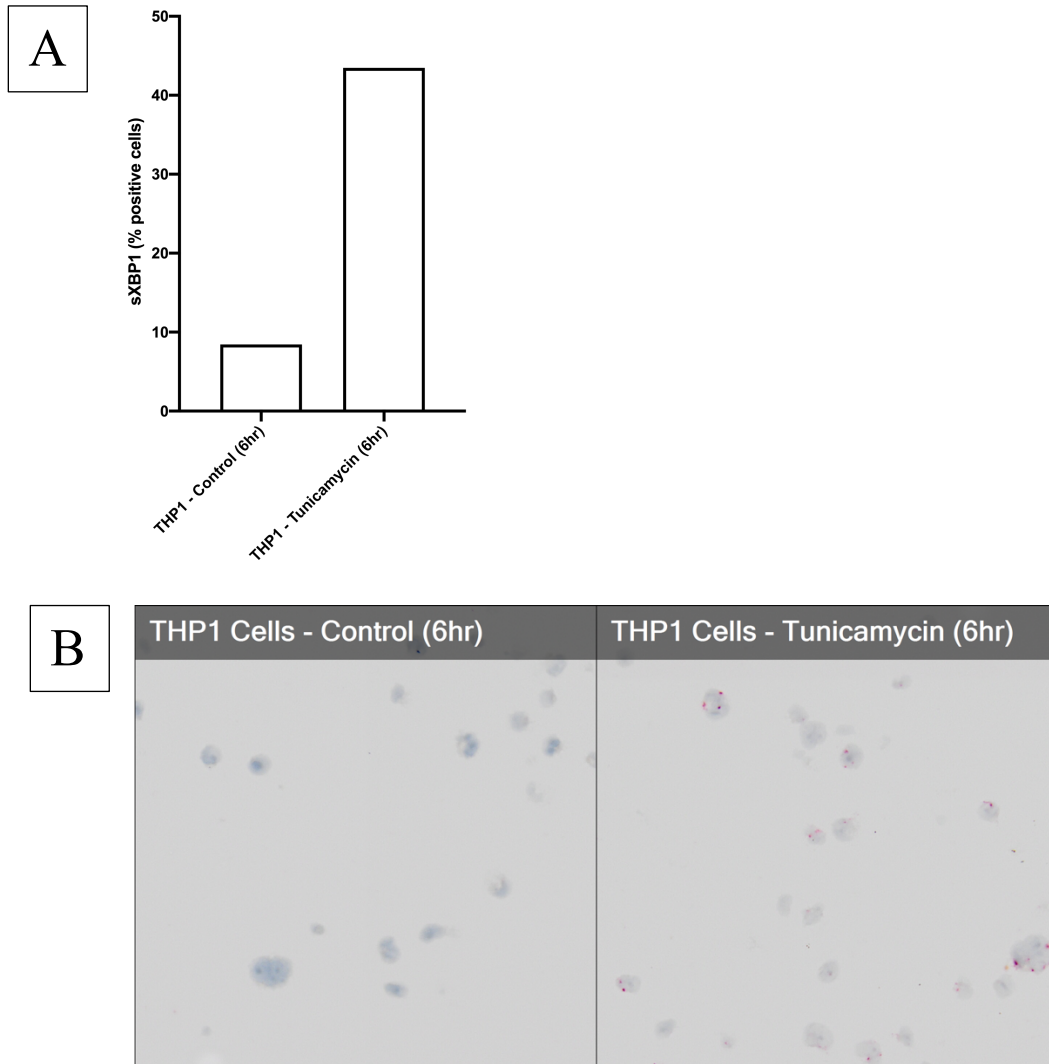 A
50
40
30
20
10
0
sXBP1 (% positive cells)
THP1 - Control (6hr)
THP1 - Tunicamycin (6hr)
B
THP1 Cells - Control (6hr)
THP1 Cells - Tunicamycin (6hr)